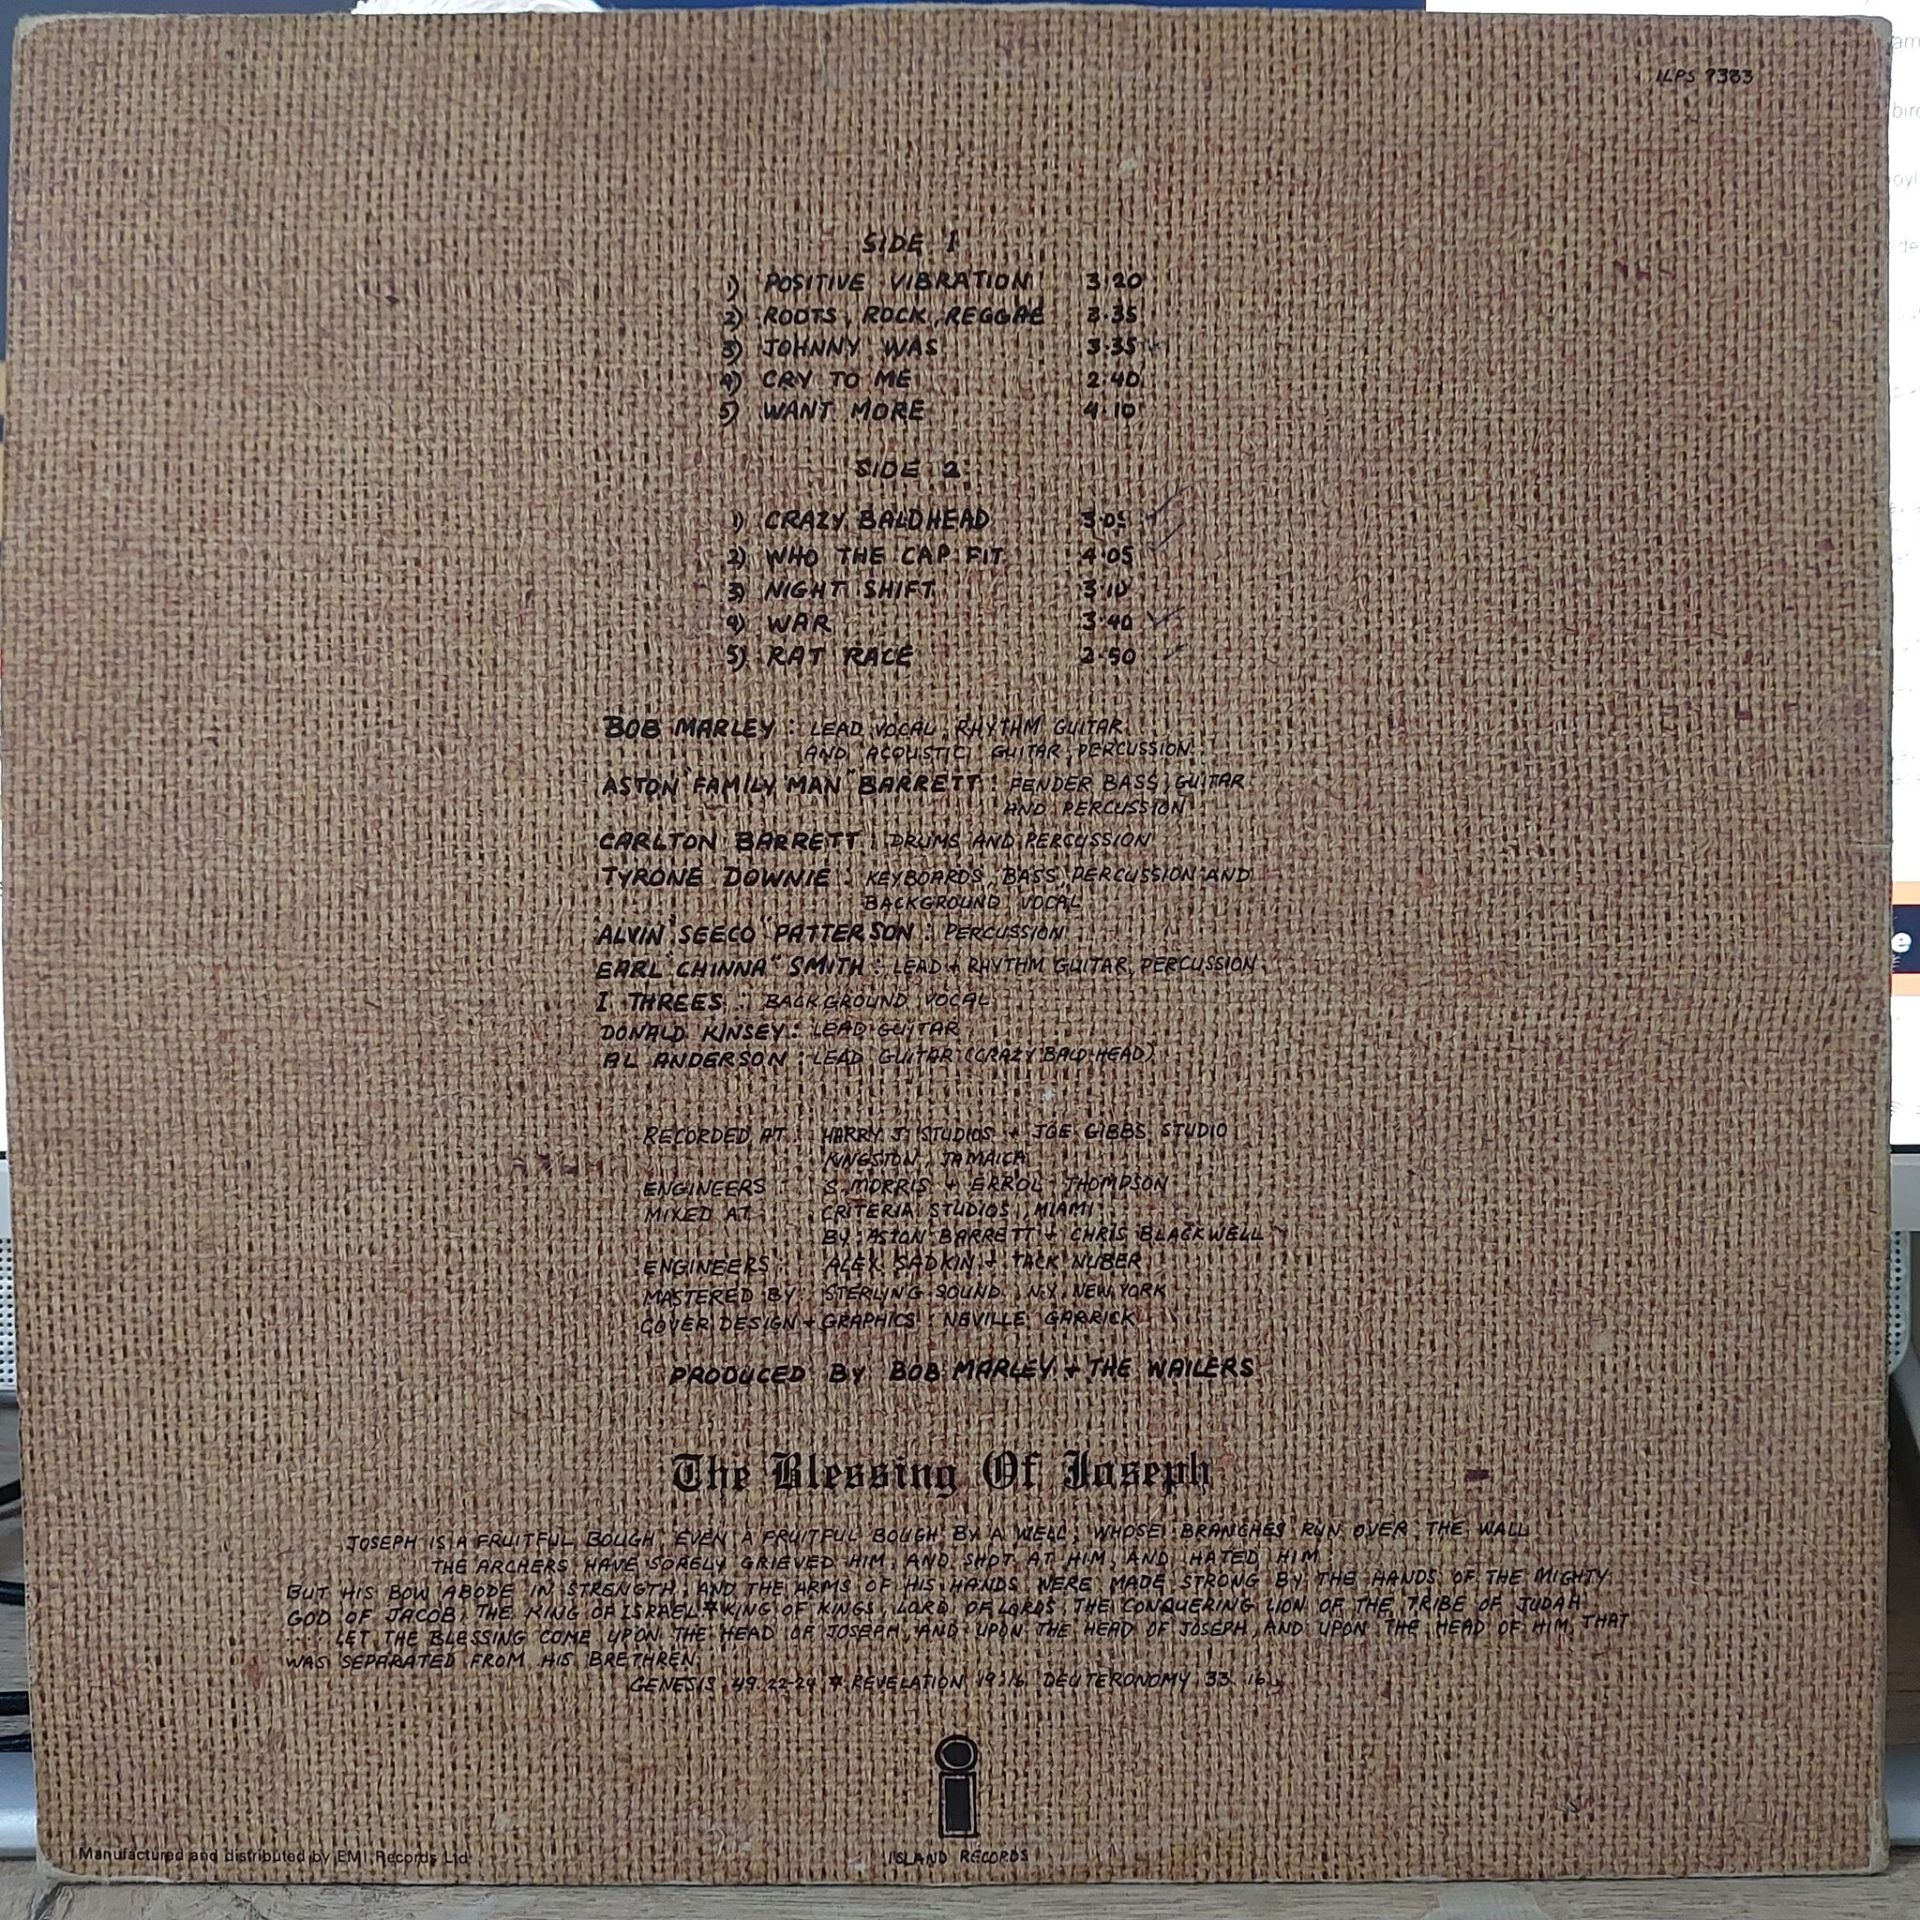 ILPS 9383
SIDE 1
1) POSITIVE VIBRATION 3·20
2) ROOTS, ROCK, REGGAE 3·35
3) JOHNNY WAS 3·35
4) CRY TO ME 2·40
5) WANT MORE 4·10
SIDE 2
1) CRAZY BALDHEAD 3·05
2) WHO THE CAP FIT 4·05
3) NIGHT SHIFT 3·10
4) WAR 3·40
5) RAT RACE 2·50
BOB MARLEY: LEAD VOCAL, RHYTHM GUITAR
AND ACOUSTIC GUITAR, PERCUSSION
ASTON "FAMILY MAN" BARRETT: FENDER BASS, GUITAR
AND PERCUSSION
CARLTON BARRETT: DRUMS AND PERCUSSION
TYRONE DOWNIE: KEYBOARDS, BASS, PERCUSSION AND
BACKGROUND VOCAL
ALVIN "SEECO" PATTERSON: PERCUSSION
EARL "CHINNA" SMITH: LEAD + RHYTHM GUITAR, PERCUSSION
I THREES: BACKGROUND VOCAL
DONALD KINSEY: LEAD GUITAR
AL ANDERSON: LEAD GUITAR (CRAZY BALD HEAD)
RECORDED AT: HARRY J. STUDIOS + JOE GIBBS STUDIO
KINGSTON, JAMAICA
ENGINEERS: S. MORRIS + ERROL THOMPSON
MIXED AT: CRITERIA STUDIOS, MIAMI
BY: ASTON BARRETT + CHRIS BLACKWELL
ENGINEERS: ALEX SADKIN + JACK NUBER
MASTERED BY: STERLING SOUND, N.Y. NEW YORK
COVER DESIGN + GRAPHICS: NEVILLE GARRICK
PRODUCED BY BOB MARLEY + THE WAILERS
The Blessing Of Joseph
JOSEPH IS A FRUITFUL BOUGH, EVEN A FRUITFUL BOUGH BY A WELL; WHOSE BRANCHES RUN OVER THE WALL
THE ARCHERS HAVE SORELY GRIEVED HIM, AND SHOT AT HIM, AND HATED HIM:
BUT HIS BOW ABODE IN STRENGTH, AND THE ARMS OF HIS HANDS WERE MADE STRONG BY THE HANDS OF THE MIGHTY
GOD OF JACOB, THE KING OF ISRAEL * KING OF KINGS, LORD OF LORDS, THE CONQUERING LION OF THE TRIBE OF JUDAH
LET THE BLESSING COME UPON THE HEAD OF JOSEPH, AND UPON THE HEAD OF JOSEPH, AND UPON THE HEAD OF HIM THAT
WAS SEPARATED FROM HIS BRETHREN
GENESIS 49:22-24 * REVELATION 19:16 DEUTERONOMY 33:16
Manufactured and distributed by EMI Records Ltd
ISLAND RECORDS